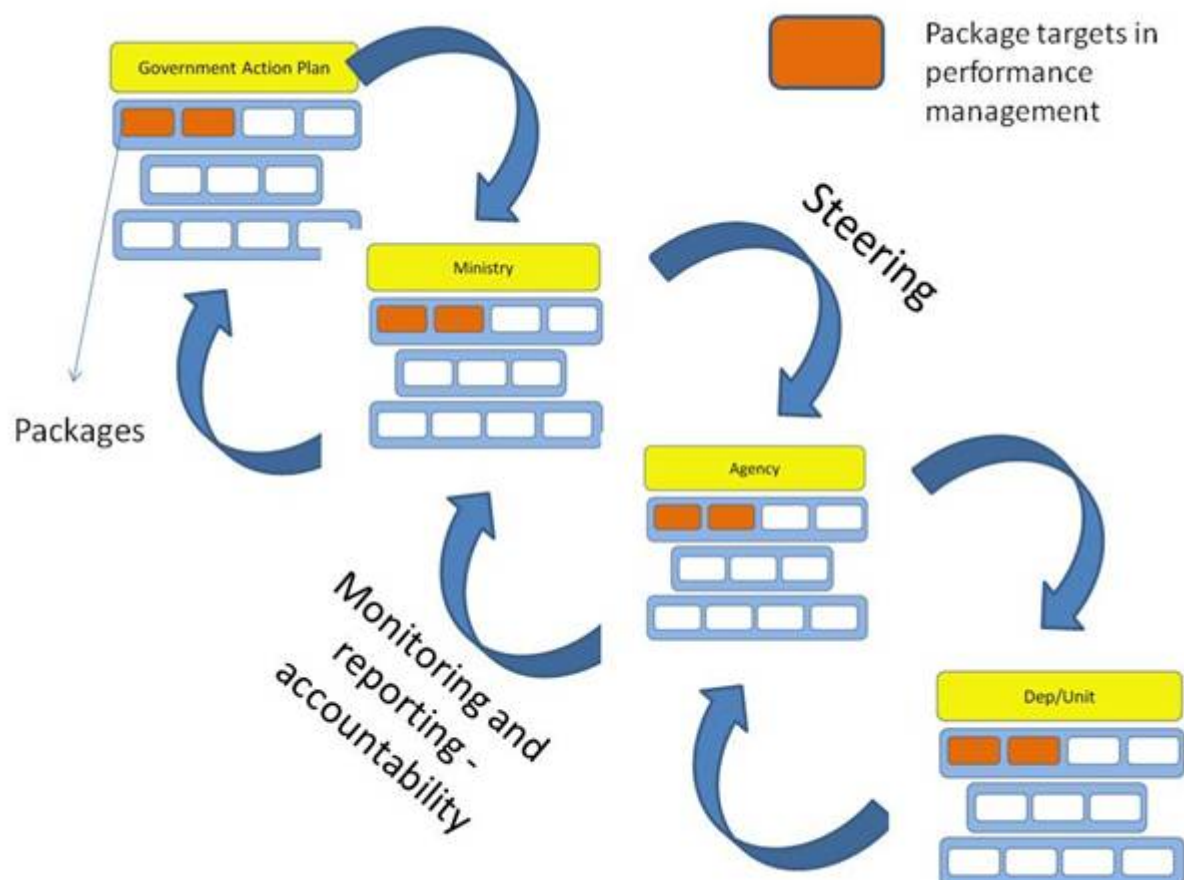 Government Action Plan
Package targets in
performance
management
Steering
Ministry
Packages
Agency
Monitoring and
reporting -
accountability
Dep/Unit